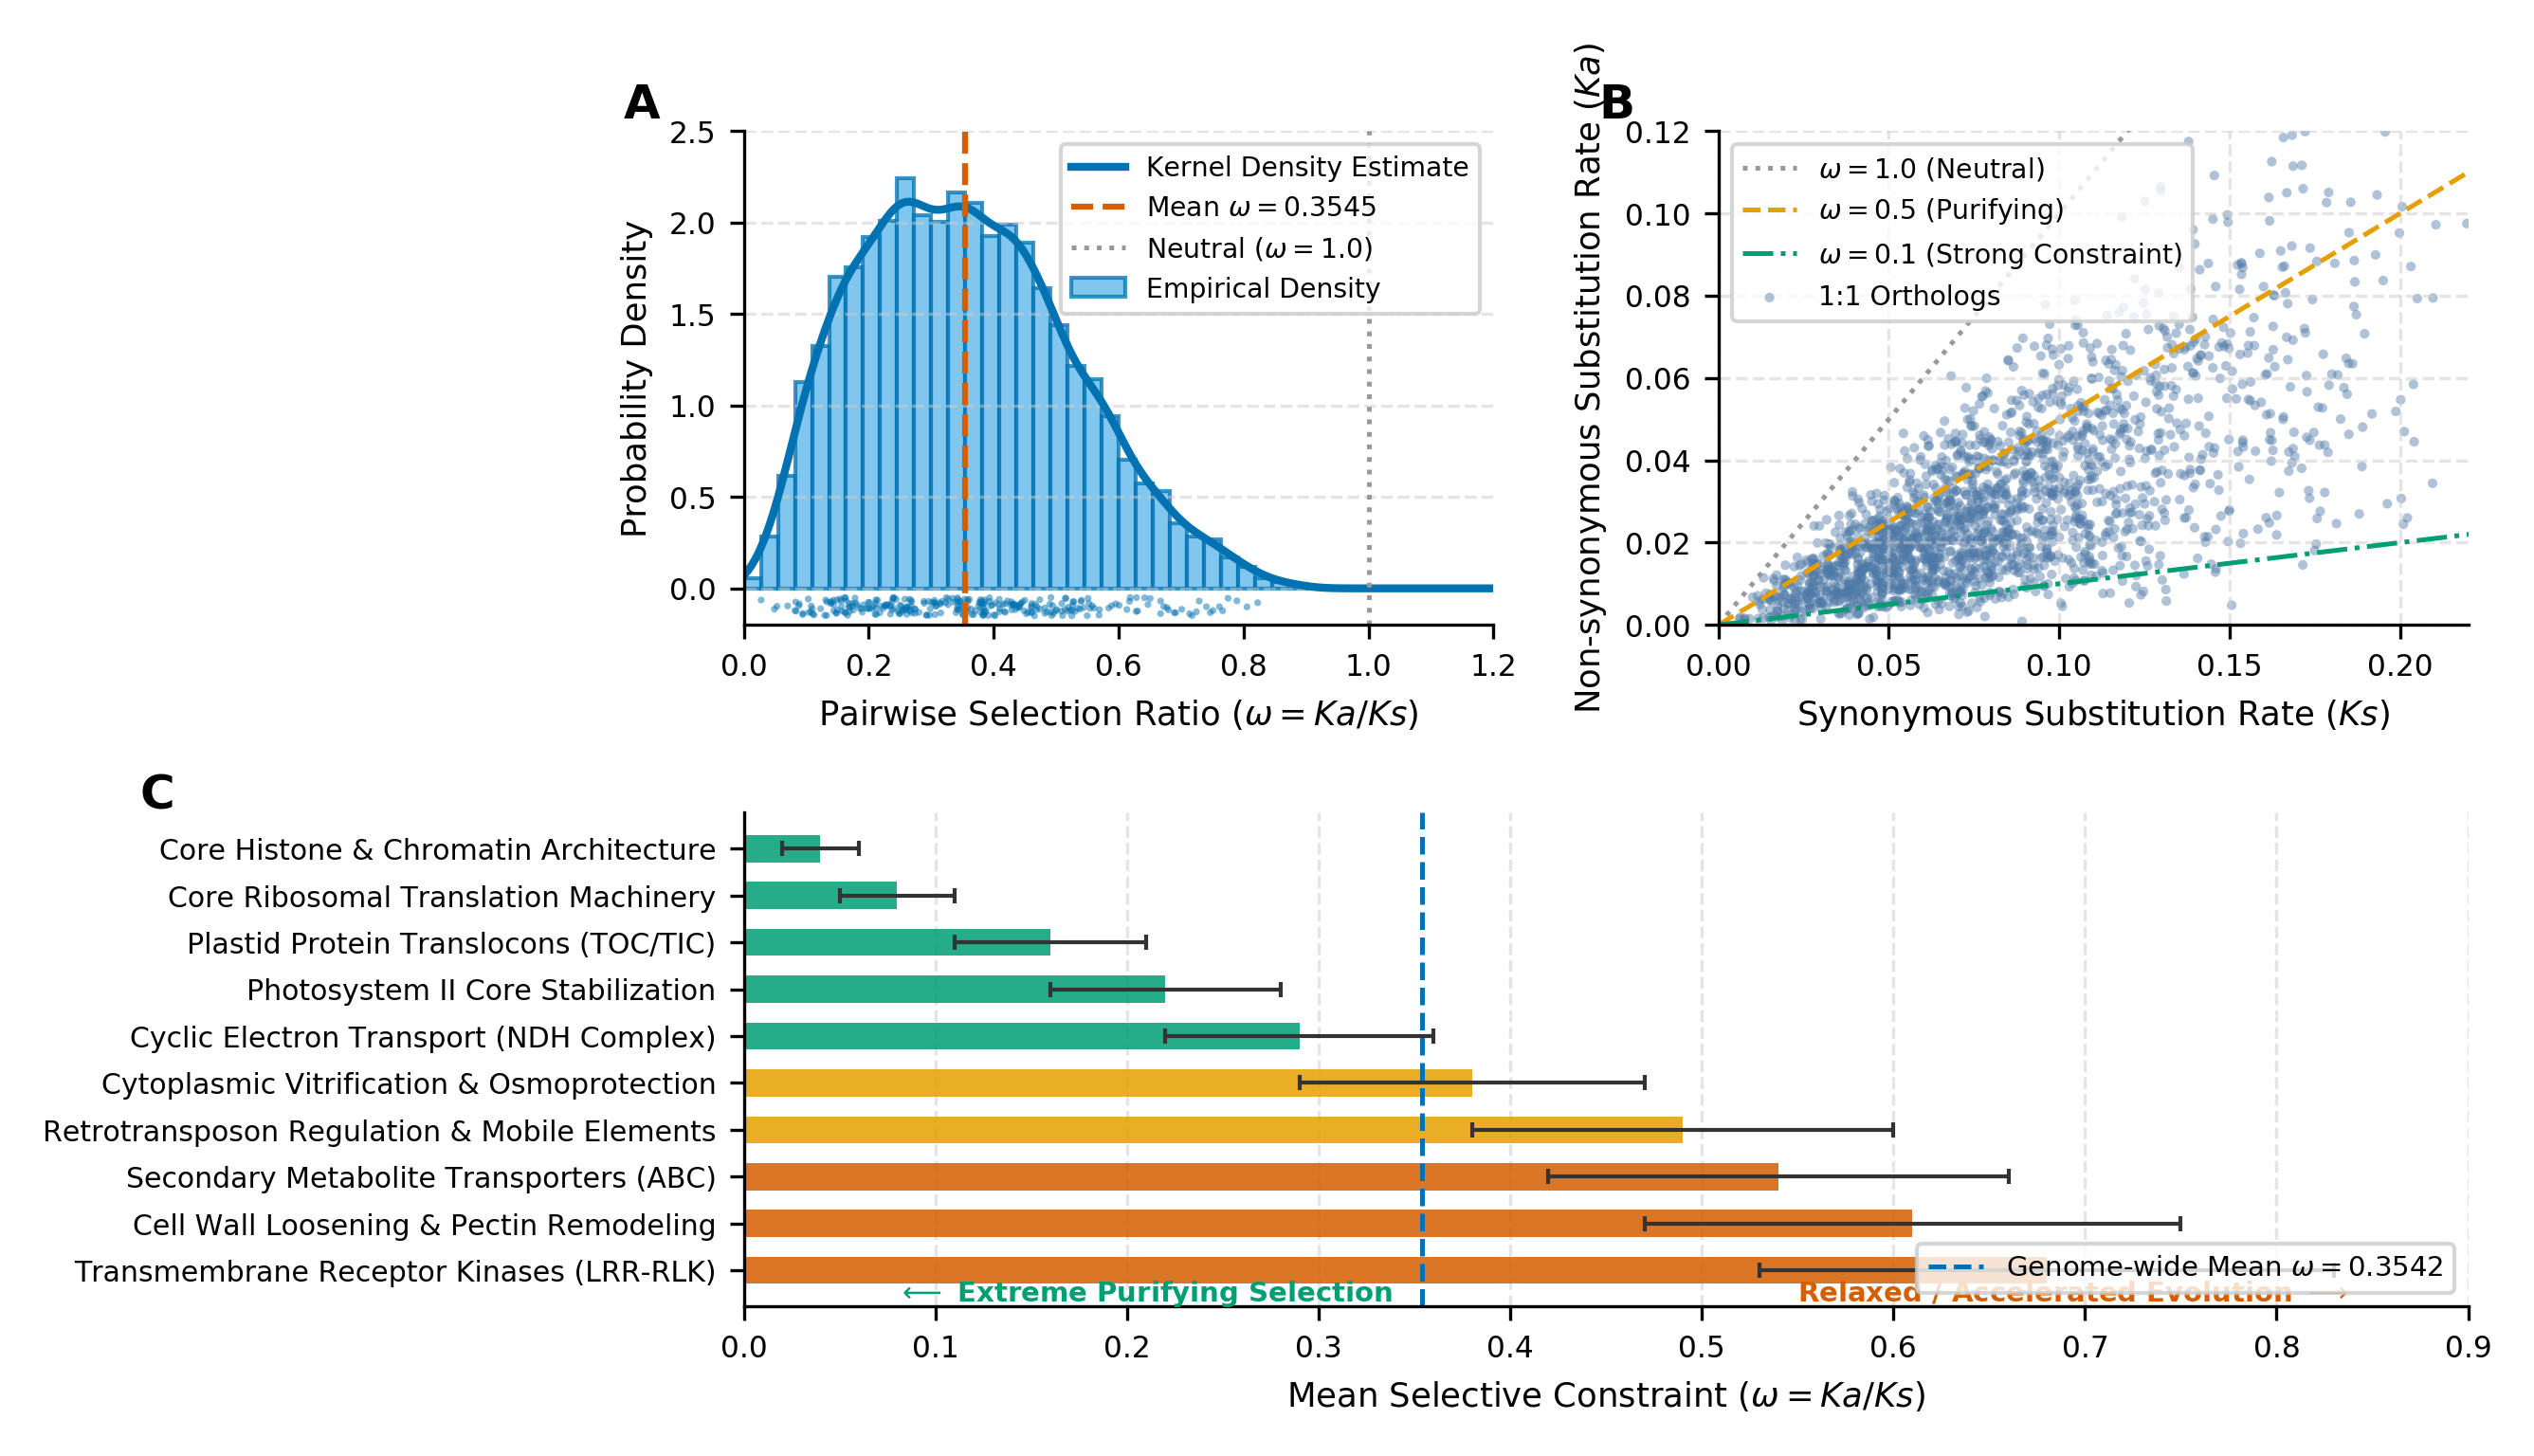 A
2.5
2.0
1.5
1.0
0.5
0.0
Probability Density
Kernel Density Estimate
Mean ω = 0.3545
Neutral (ω = 1.0)
Empirical Density
0.0 0.2 0.4 0.6 0.8 1.0 1.2
Pairwise Selection Ratio (ω = Ka/Ks)
B
0.12
0.10
0.08
0.06
0.04
0.02
0.00
Non-synonymous Substitution Rate (Ka)
ω = 1.0 (Neutral)
ω = 0.5 (Purifying)
ω = 0.1 (Strong Constraint)
1:1 Orthologs
0.00 0.05 0.10 0.15 0.20
Synonymous Substitution Rate (Ks)
C
Core Histone & Chromatin Architecture
Core Ribosomal Translation Machinery
Plastid Protein Translocons (TOC/TIC)
Photosystem II Core Stabilization
Cyclic Electron Transport (NDH Complex)
Cytoplasmic Vitrification & Osmoprotection
Retrotransposon Regulation & Mobile Elements
Secondary Metabolite Transporters (ABC)
Cell Wall Loosening & Pectin Remodeling
Transmembrane Receptor Kinases (LRR-RLK)
Genome-wide Mean ω = 0.3542
⟵ Extreme Purifying Selection
Relaxed / Accelerated Evolution ⟶
0.0 0.1 0.2 0.3 0.4 0.5 0.6 0.7 0.8 0.9
Mean Selective Constraint (ω = Ka/Ks)